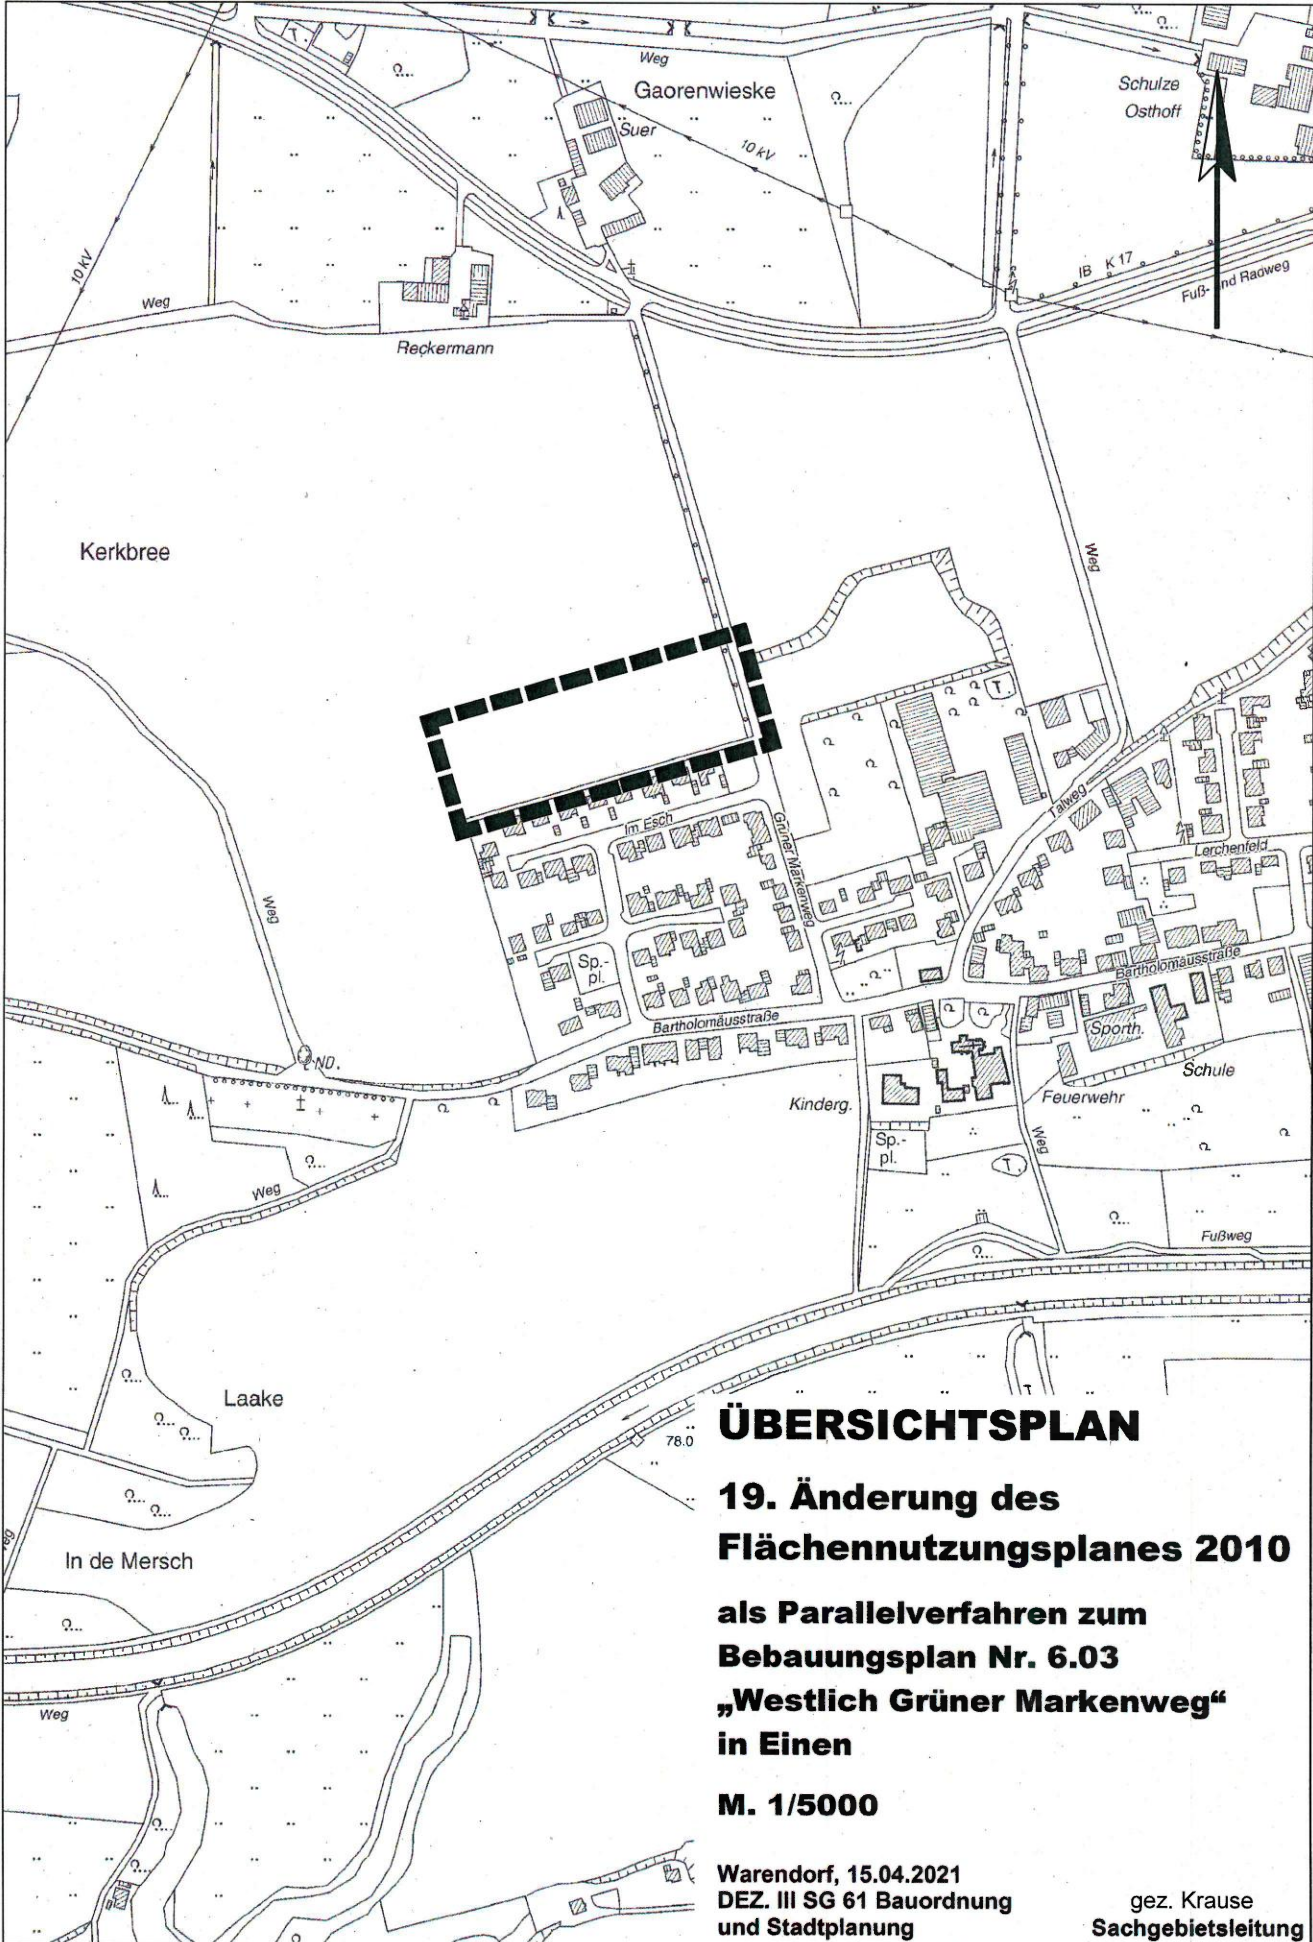 Weg
Gaorenwieske
Suer
10 kV
Schulze
Osthoff
T.
10 kV
IB K 17
Fuß- und Radweg
Weg
Reckermann
Kerkbree
Weg
T.
Talweg
Im Esch
Grüner Markenweg
Lerchenfeld
Weg
Sp.-
pl.
Bartholomäusstraße
Bartholomäusstraße
Sporth.
Schule
ND.
Kinderg.
Feuerwehr
Sp.-
pl.
Weg
T.
Weg
Fußweg
Laake
78.0
In de Mersch
Weg
ÜBERSICHTSPLAN
19. Änderung des
Flächennutzungsplanes 2010
als Parallelverfahren zum
Bebauungsplan Nr. 6.03
„Westlich Grüner Markenweg“
in Einen
M. 1/5000
Warendorf, 15.04.2021
DEZ. III SG 61 Bauordnung
und Stadtplanung
gez. Krause
Sachgebietsleitung